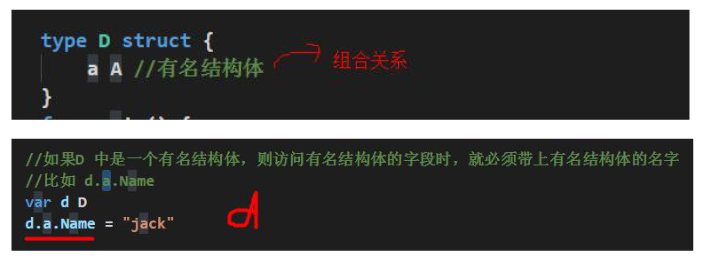 type D struct {
a A //有名结构体 组合关系
}
//如果D 中是一个有名结构体，则访问有名结构体的字段时，就必须带上有名结构体的名字
//比如 d.a.Name
var d D
d.a.Name = "jack"
d